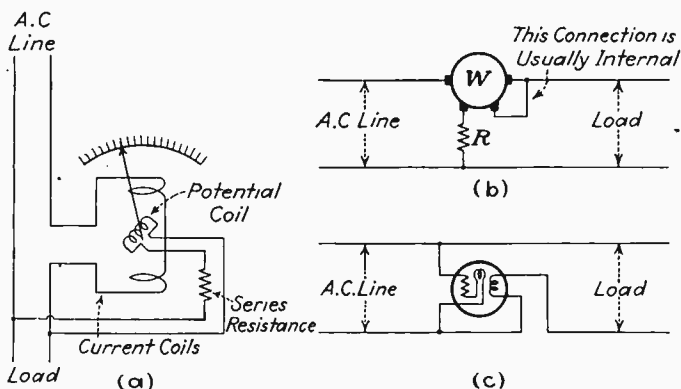 A.C
Line
Potential
Coil
Series
Resistance
Current Coils
Load
(a)
This Connection is
Usually Internal
W
A.C Line
R
Load
(b)
A.C. Line
Load
(c)